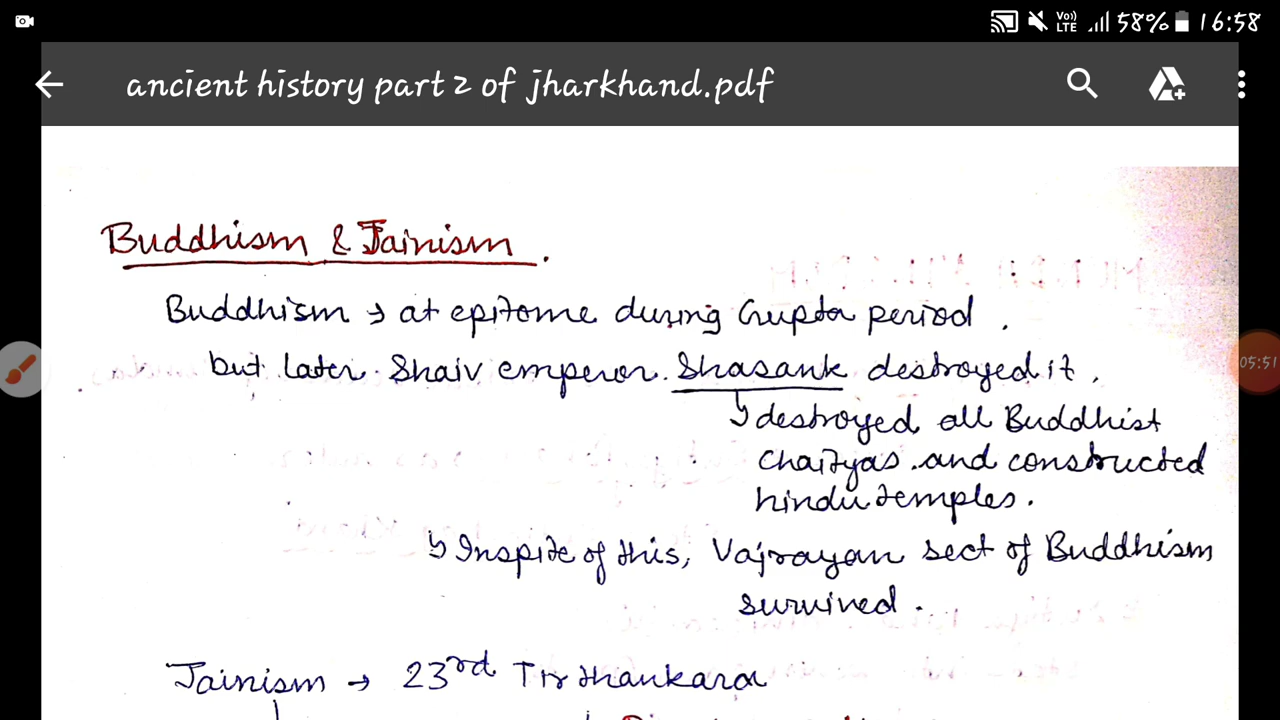 Vo))
LTE
58% 16:58
ancient history part 2 of jharkhand.pdf
Buddhism & Jainism.
Buddhism → at epitome during Gupta period.
but later Shaiv emperor Shasank destroyed it.
05:51
↳ destroyed all Buddhist
Chaityas and constructed
hindu temples.
↳ Inspite of this, Vajrayan sect of Buddhism
survived.
Jainism → 23rd Tirthankara